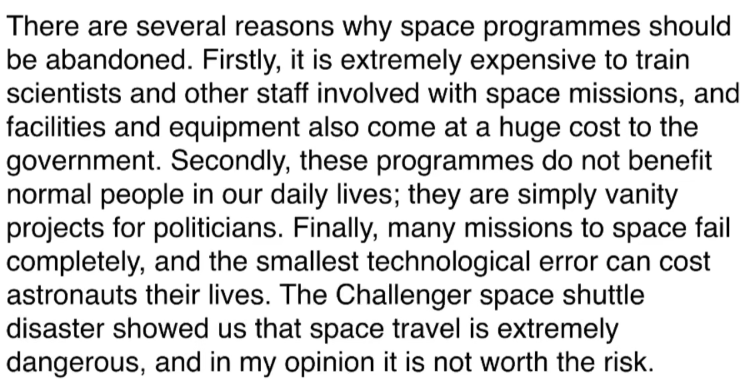 There are several reasons why space programmes should
be abandoned. Firstly, it is extremely expensive to train
scientists and other staff involved with space missions, and
facilities and equipment also come at a huge cost to the
government. Secondly, these programmes do not benefit
normal people in our daily lives; they are simply vanity
projects for politicians. Finally, many missions to space fail
completely, and the smallest technological error can cost
astronauts their lives. The Challenger space shuttle
disaster showed us that space travel is extremely
dangerous, and in my opinion it is not worth the risk.